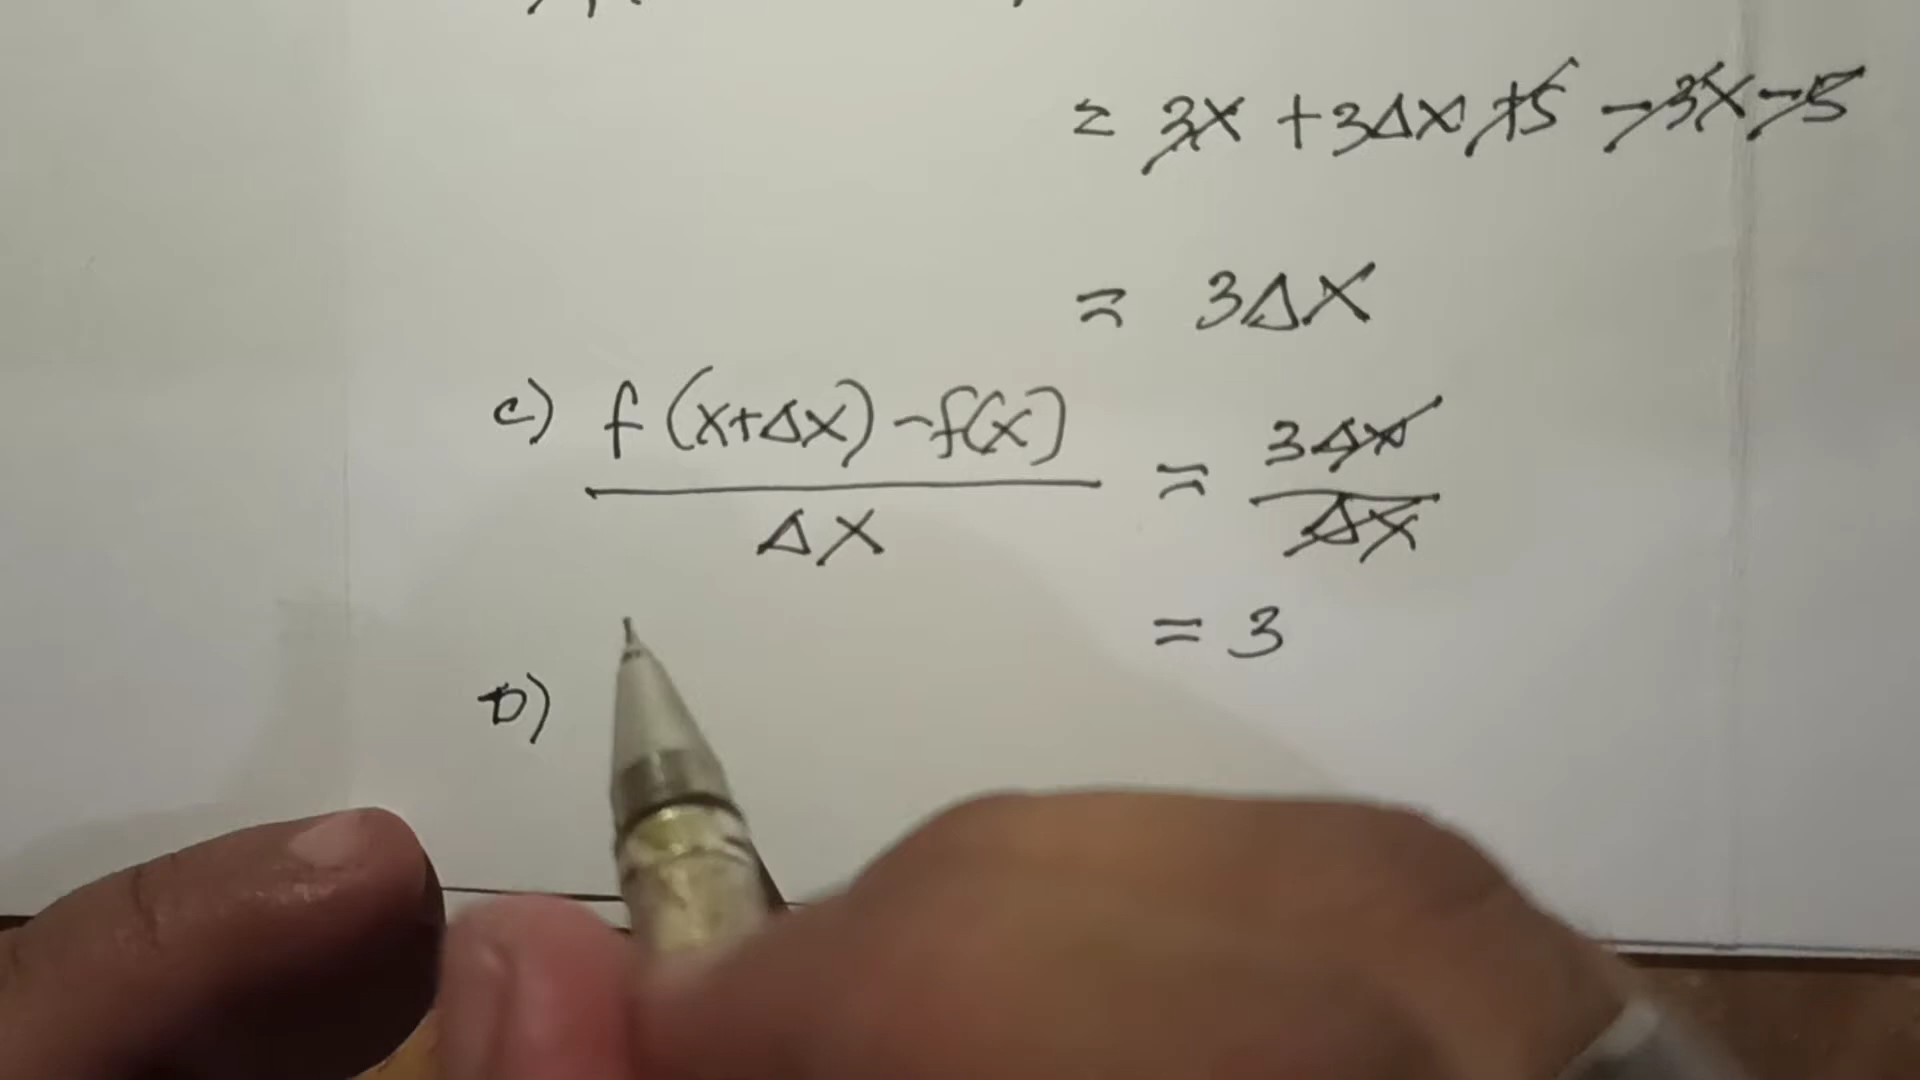 = 3x + 3Δx + 5 - 3x - 5
= 3Δx
c) f(x+Δx) - f(x) / Δx = 3Δx / Δx
= 3
D)